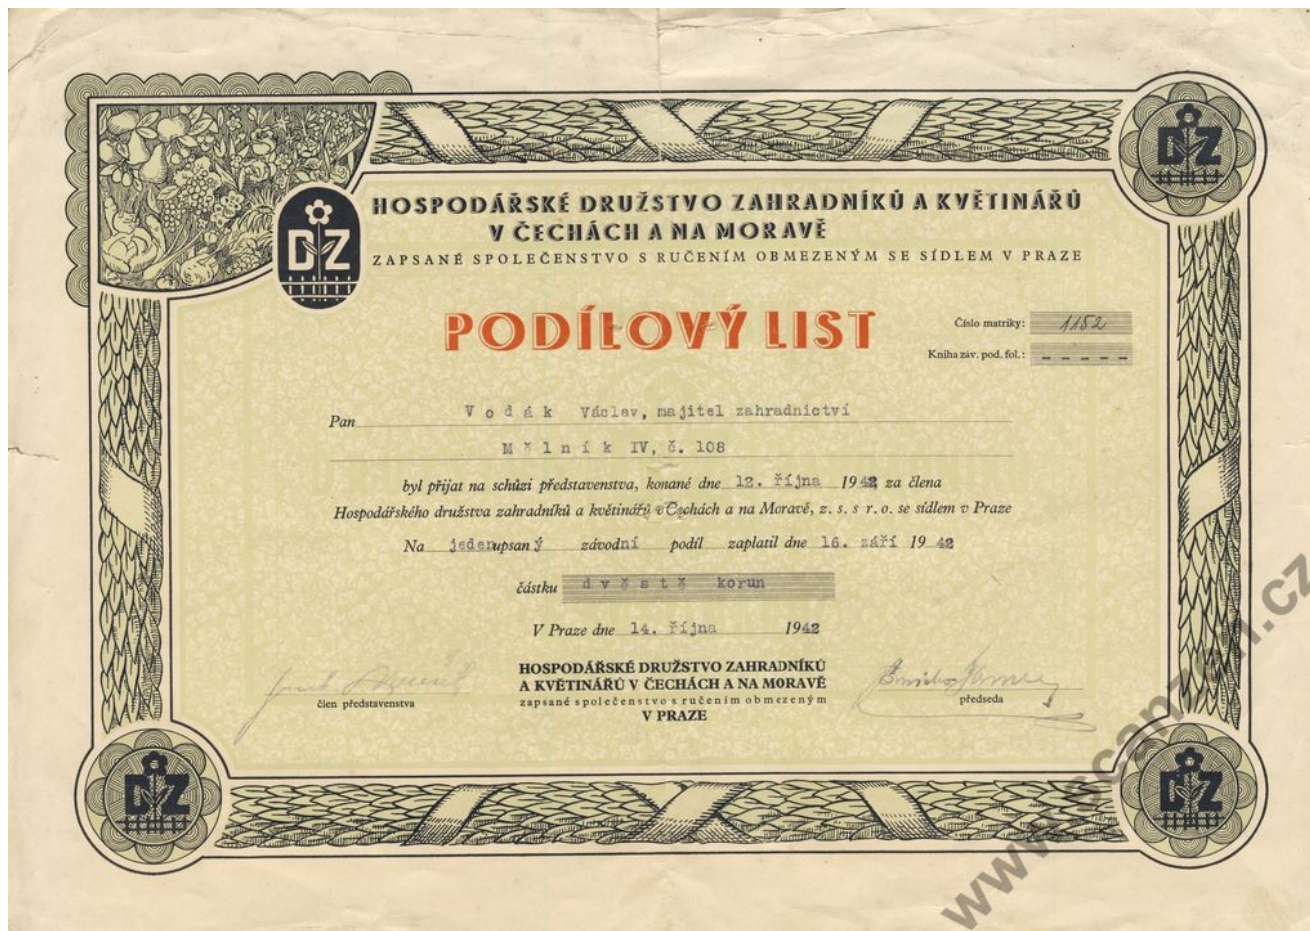 DZ
HOSPODÁŘSKÉ DRUŽSTVO ZAHRADNÍKŮ A KVĚTINÁŘŮ
V ČECHÁCH A NA MORAVĚ
ZAPSANÉ SPOLEČENSTVO S RUČENÍM OBMEZENÝM SE SÍDLEM V PRAZE
PODÍLOVÝ LIST
Číslo matriky: 1152
Kniha záv. pod. fol.: - - - - -
Pan Vodák Václav, majitel zahradnictví
Mělník IV, č. 108
byl přijat na schůzi představenstva, konané dne 12. října 1942 za člena
Hospodářského družstva zahradníků a květinářů v Čechách a na Moravě, z. s. s r. o. se sídlem v Praze
Na jeden upsaný závodní podíl zaplatil dne 16. září 1942
částku dvěstě korun
V Praze dne 14. října 1942
HOSPODÁŘSKÉ DRUŽSTVO ZAHRADNÍKŮ
A KVĚTINÁŘŮ V ČECHÁCH A NA MORAVĚ
zapsané společenstvo s ručením obmezeným
V PRAZE
člen představenstva
předseda
DZ
DZ
DZ
www.scanzen.cz